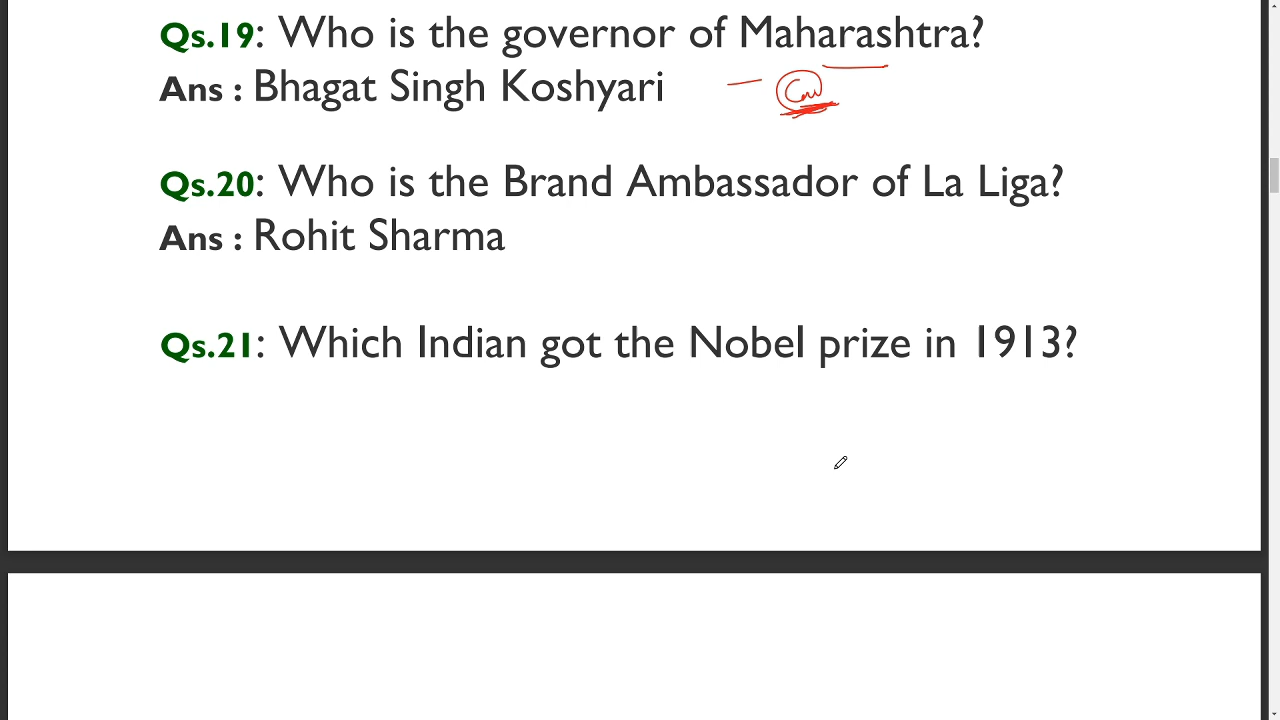 Qs.19: Who is the governor of Maharashtra?
Ans : Bhagat Singh Koshyari
Qs.20: Who is the Brand Ambassador of La Liga?
Ans : Rohit Sharma
Qs.21: Which Indian got the Nobel prize in 1913?